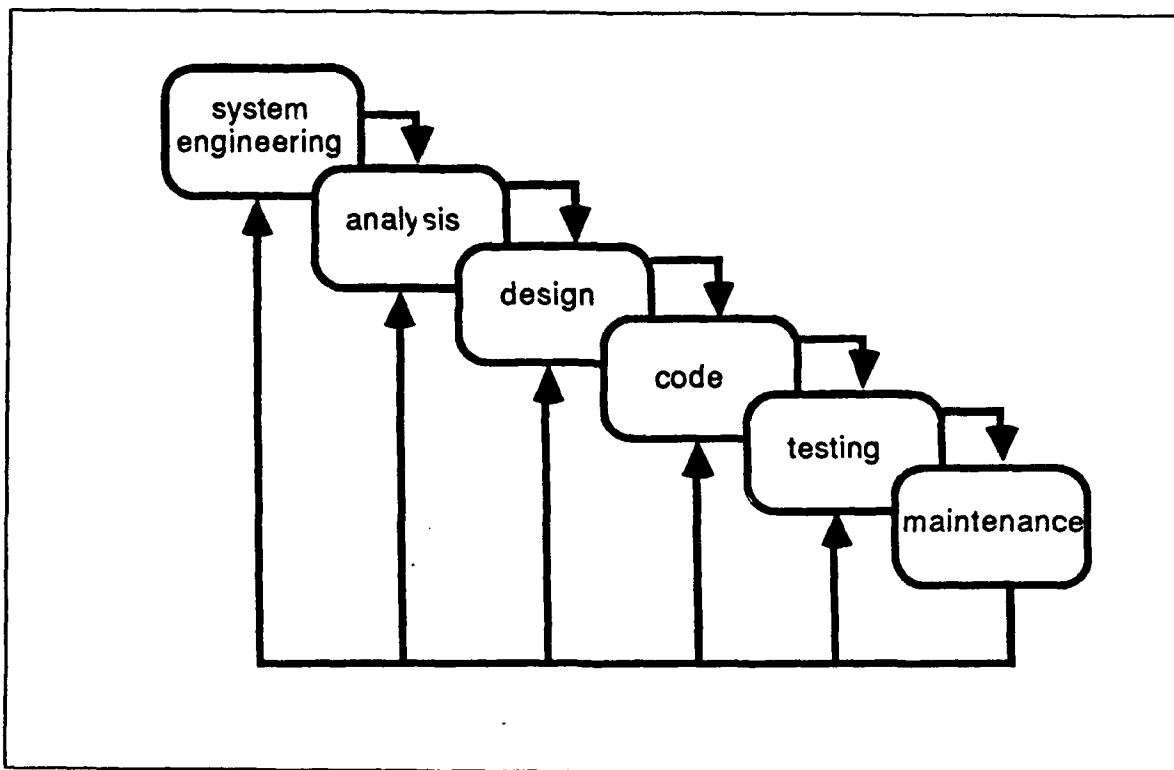 system
engineering
analysis
design
code
testing
maintenance